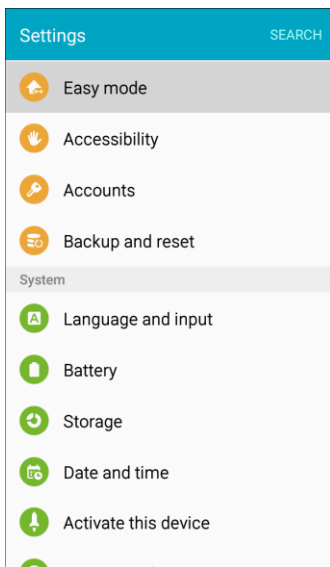 Settings SEARCH
Easy mode
Accessibility
Accounts
Backup and reset
System
Language and input
Battery
Storage
Date and time
Activate this device